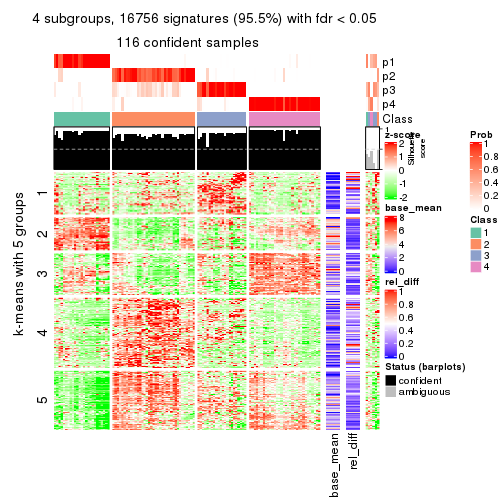 4 subgroups, 16756 signatures (95.5%) with fdr < 0.05
116 confident samples
p1
p2
p3
p4
Class
1
0
Silhouette
score
k-means with 5 groups
1
2
3
4
5
base_mean
rel_diff
z-score
2
1
0
-1
-2
base_mean
8
6
4
2
0
rel_diff
1
0.8
0.6
0.4
0.2
0
Status (barplots)
confident
ambiguous
Prob
1
0.8
0.6
0.4
0.2
0
Class
1
2
3
4